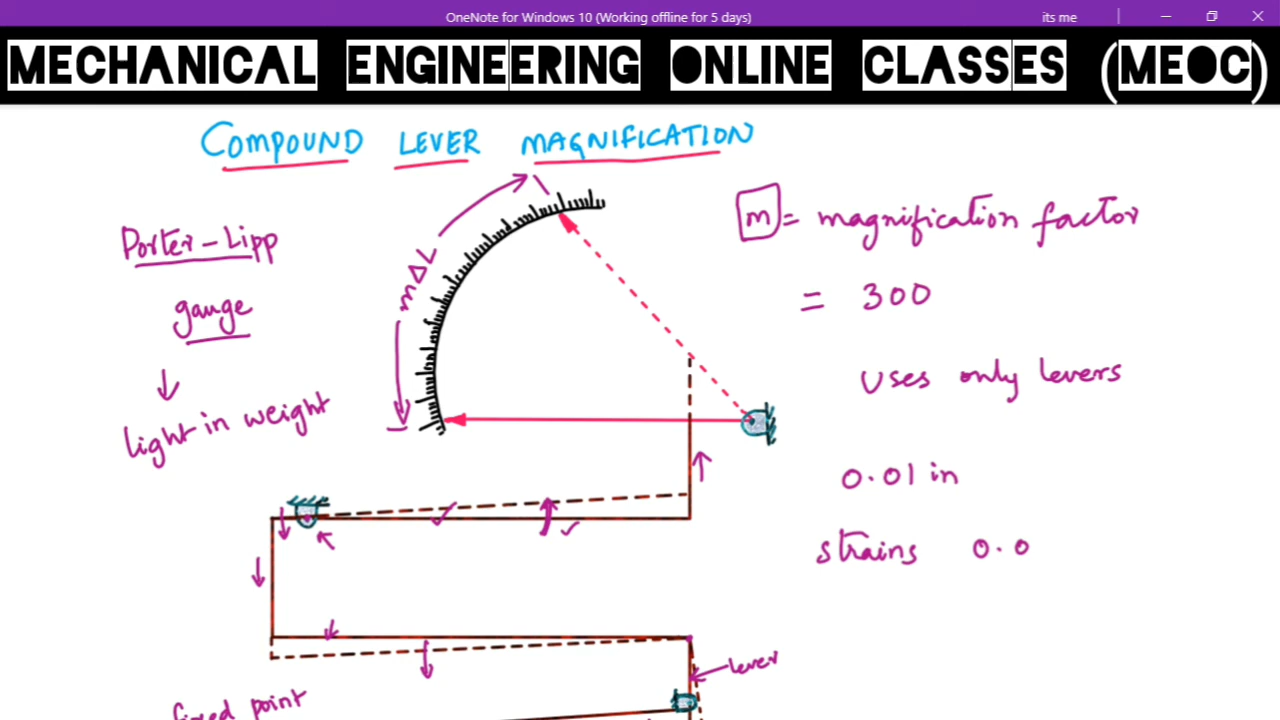 OneNote for Windows 10 (Working offline for 5 days)
its me
MECHANICAL ENGINEERING ONLINE CLASSES (MEOC)
COMPOUND LEVER MAGNIFICATION
Porter-Lipp
gauge
light in weight
m∆L
m = magnification factor
= 300
Uses only levers
0.01 in
strains 0.0
lever
fixed point